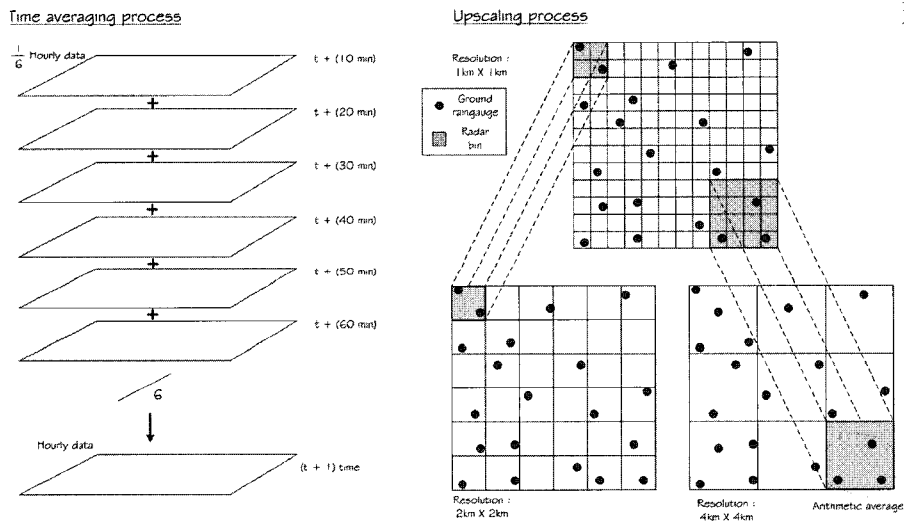 Time averaging process
1/6 Hourly data
t + (10 min)
+
t + (20 min)
+
t + (30 min)
+
t + (40 min)
+
t + (50 min)
+
t + (60 min)
6
Hourly data
(t + 1) time
Upscaling process
Resolution :
1km X 1km
Ground
raingauge
Radar
bin
Resolution :
2km X 2km
Resolution :
4km X 4km
Arithmetic average